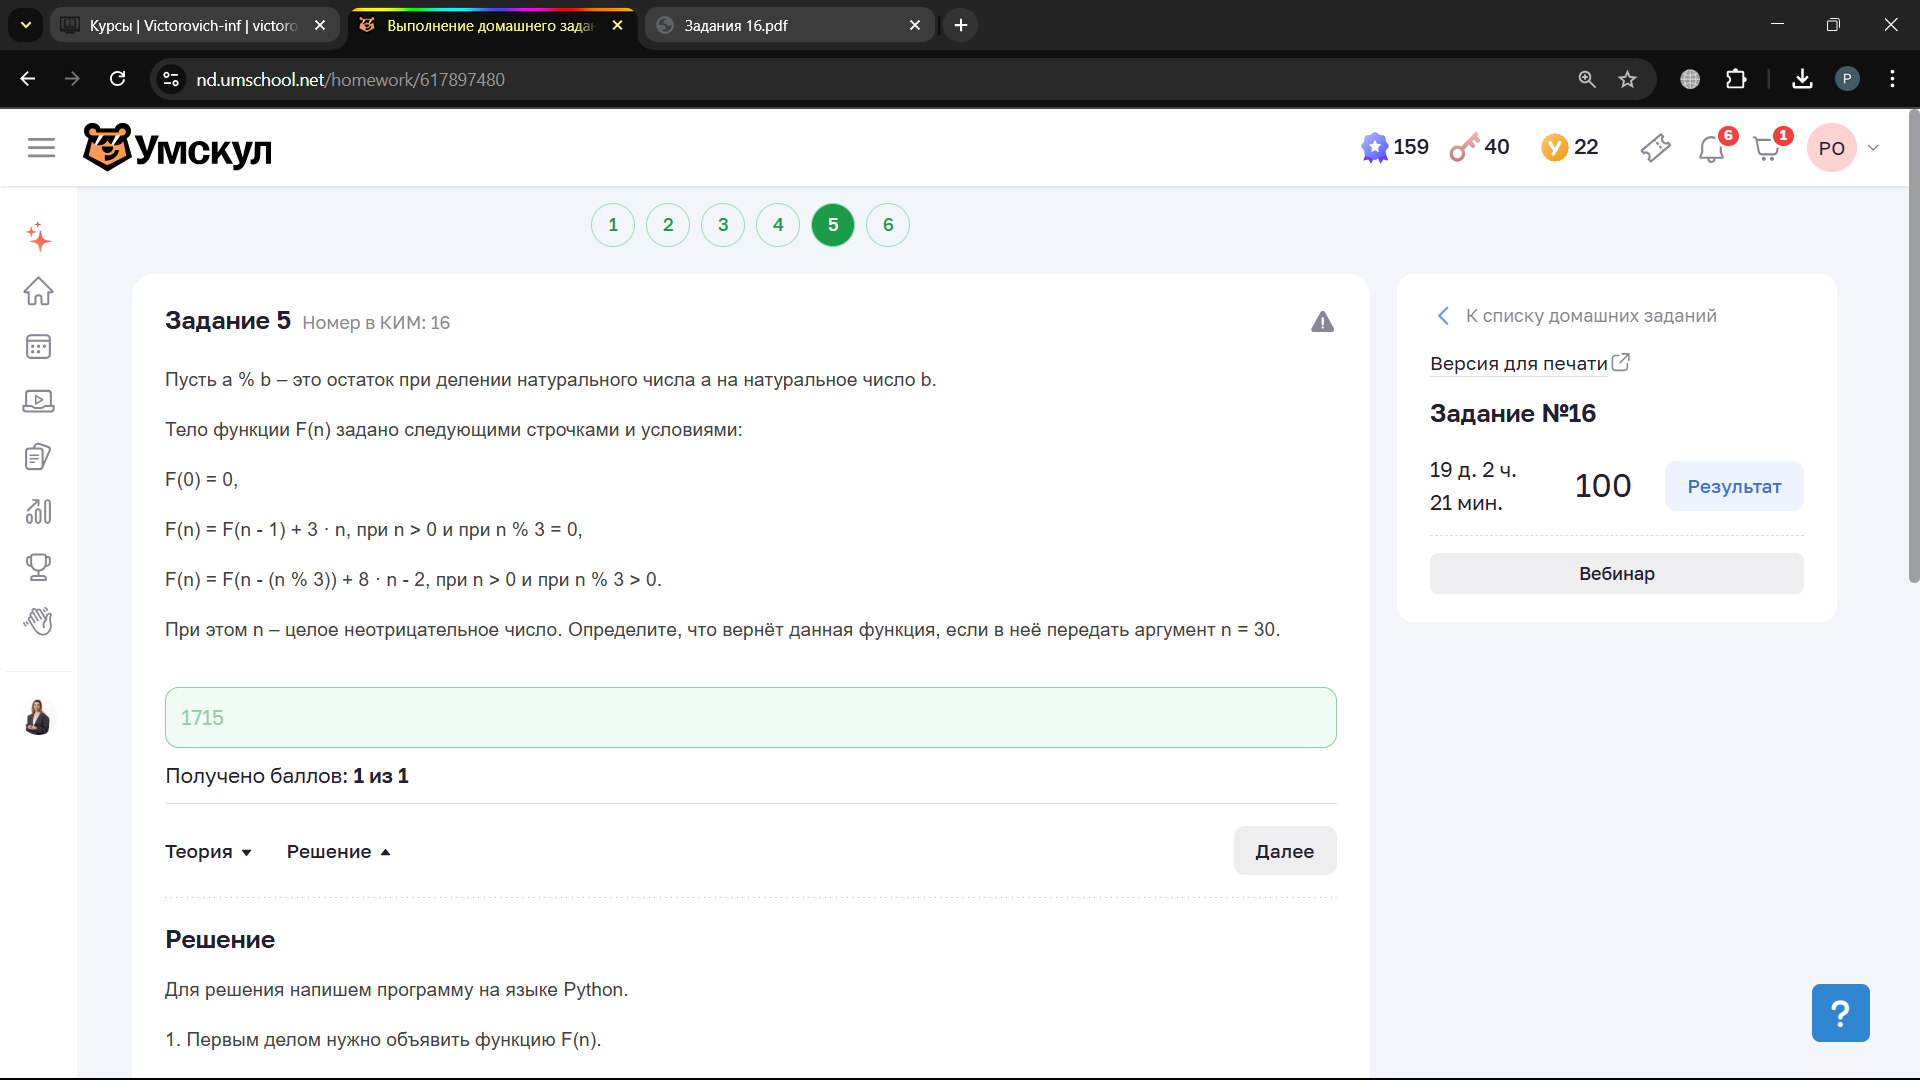 Курсы | Victorovich-inf | victoro
Выполнение домашнего зада
Задания 16.pdf
nd.umschool.net/homework/617897480
P
Умскул
159
40
У 22
6
1
РО
1
2
3
4
5
6
Задание 5 Номер в КИМ: 16
Пусть a % b – это остаток при делении натурального числа a на натуральное число b.
Тело функции F(n) задано следующими строчками и условиями:
F(0) = 0,
F(n) = F(n - 1) + 3 · n, при n > 0 и при n % 3 = 0,
F(n) = F(n - (n % 3)) + 8 · n - 2, при n > 0 и при n % 3 > 0.
При этом n – целое неотрицательное число. Определите, что вернёт данная функция, если в неё передать аргумент n = 30.
1715
Получено баллов: 1 из 1
Теория
Решение
Далее
Решение
Для решения напишем программу на языке Python.
1. Первым делом нужно объявить функцию F(n).
К списку домашних заданий
Версия для печати
Задание №16
19 д. 2 ч.
21 мин.
100
Результат
Вебинар
?